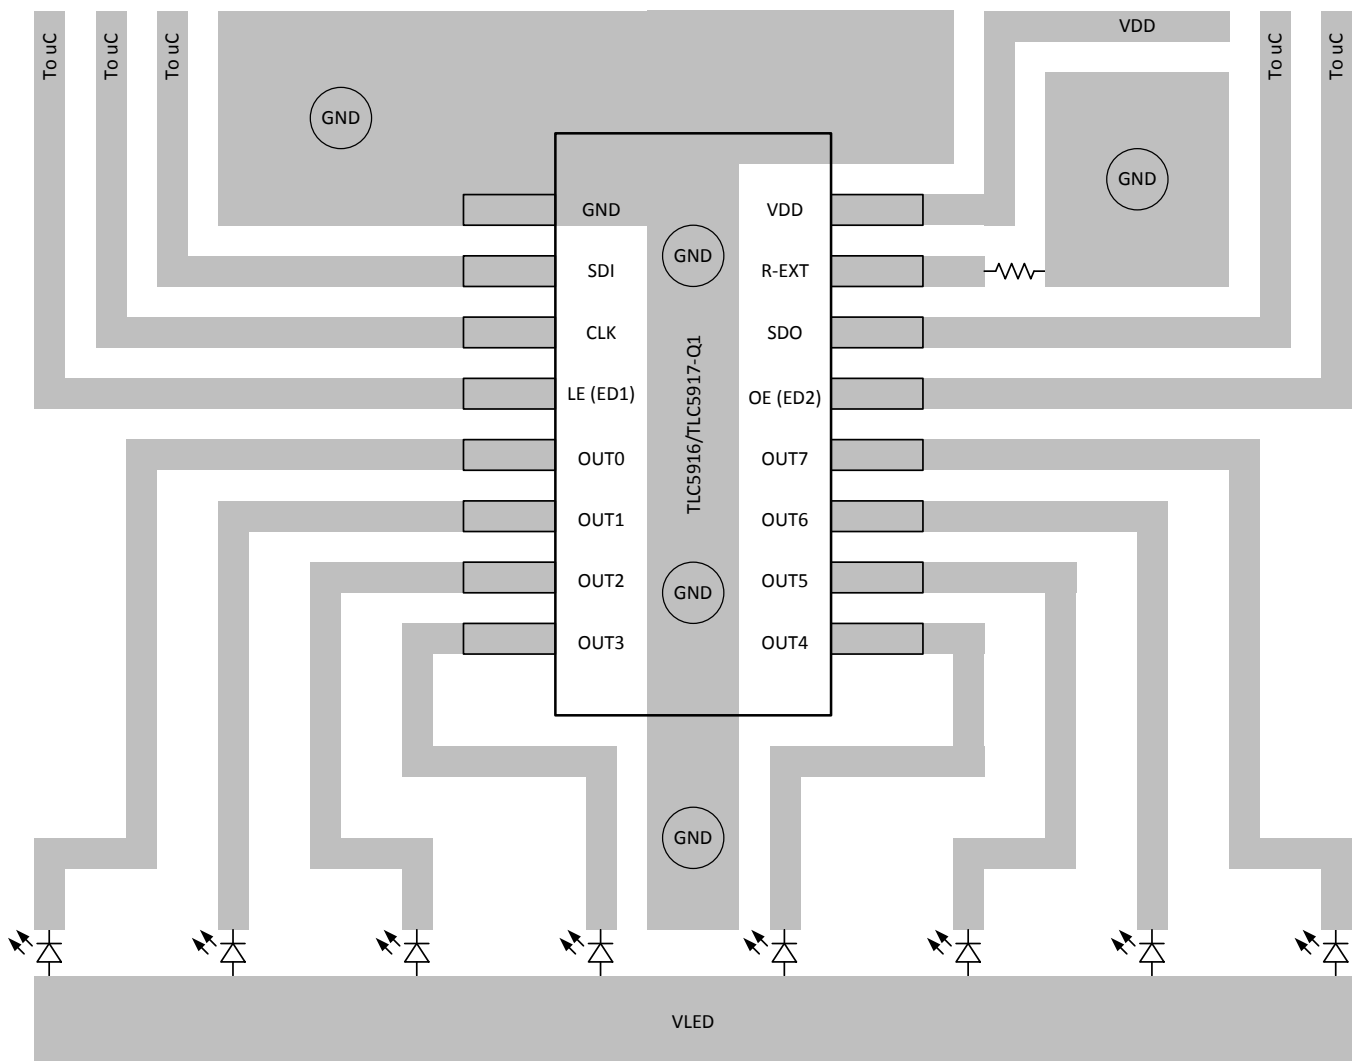 To uC
To uC
To uC
VDD
To uC
To uC
GND
GND
GND
VDD
GND
SDI
R-EXT
CLK
SDO
TLC5916/TLC5917-Q1
LE (ED1)
OE (ED2)
OUT0
OUT7
OUT1
OUT6
OUT2
OUT5
GND
OUT3
OUT4
GND
VLED